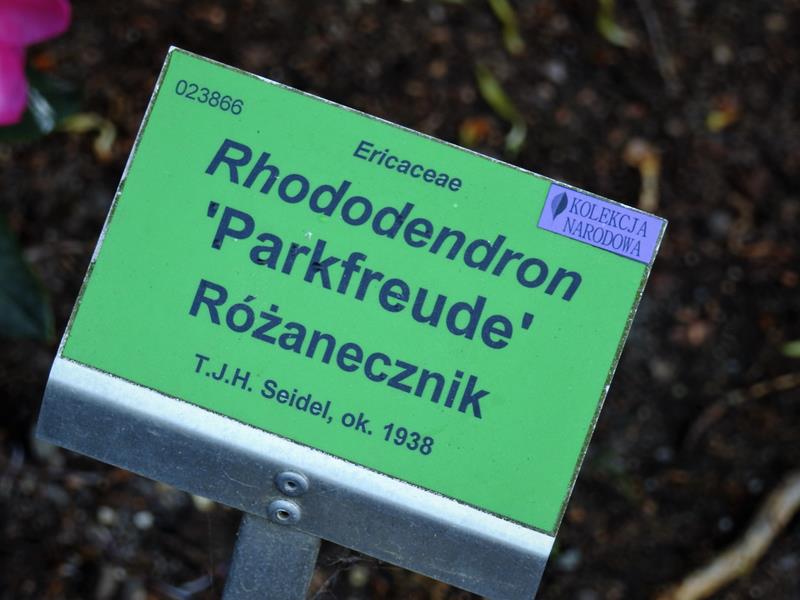 023866
Ericaceae
KOLEKCJA
NARODOWA
Rhododendron
'Parkfreude'
Różanecznik
T.J.H. Seidel, ok. 1938